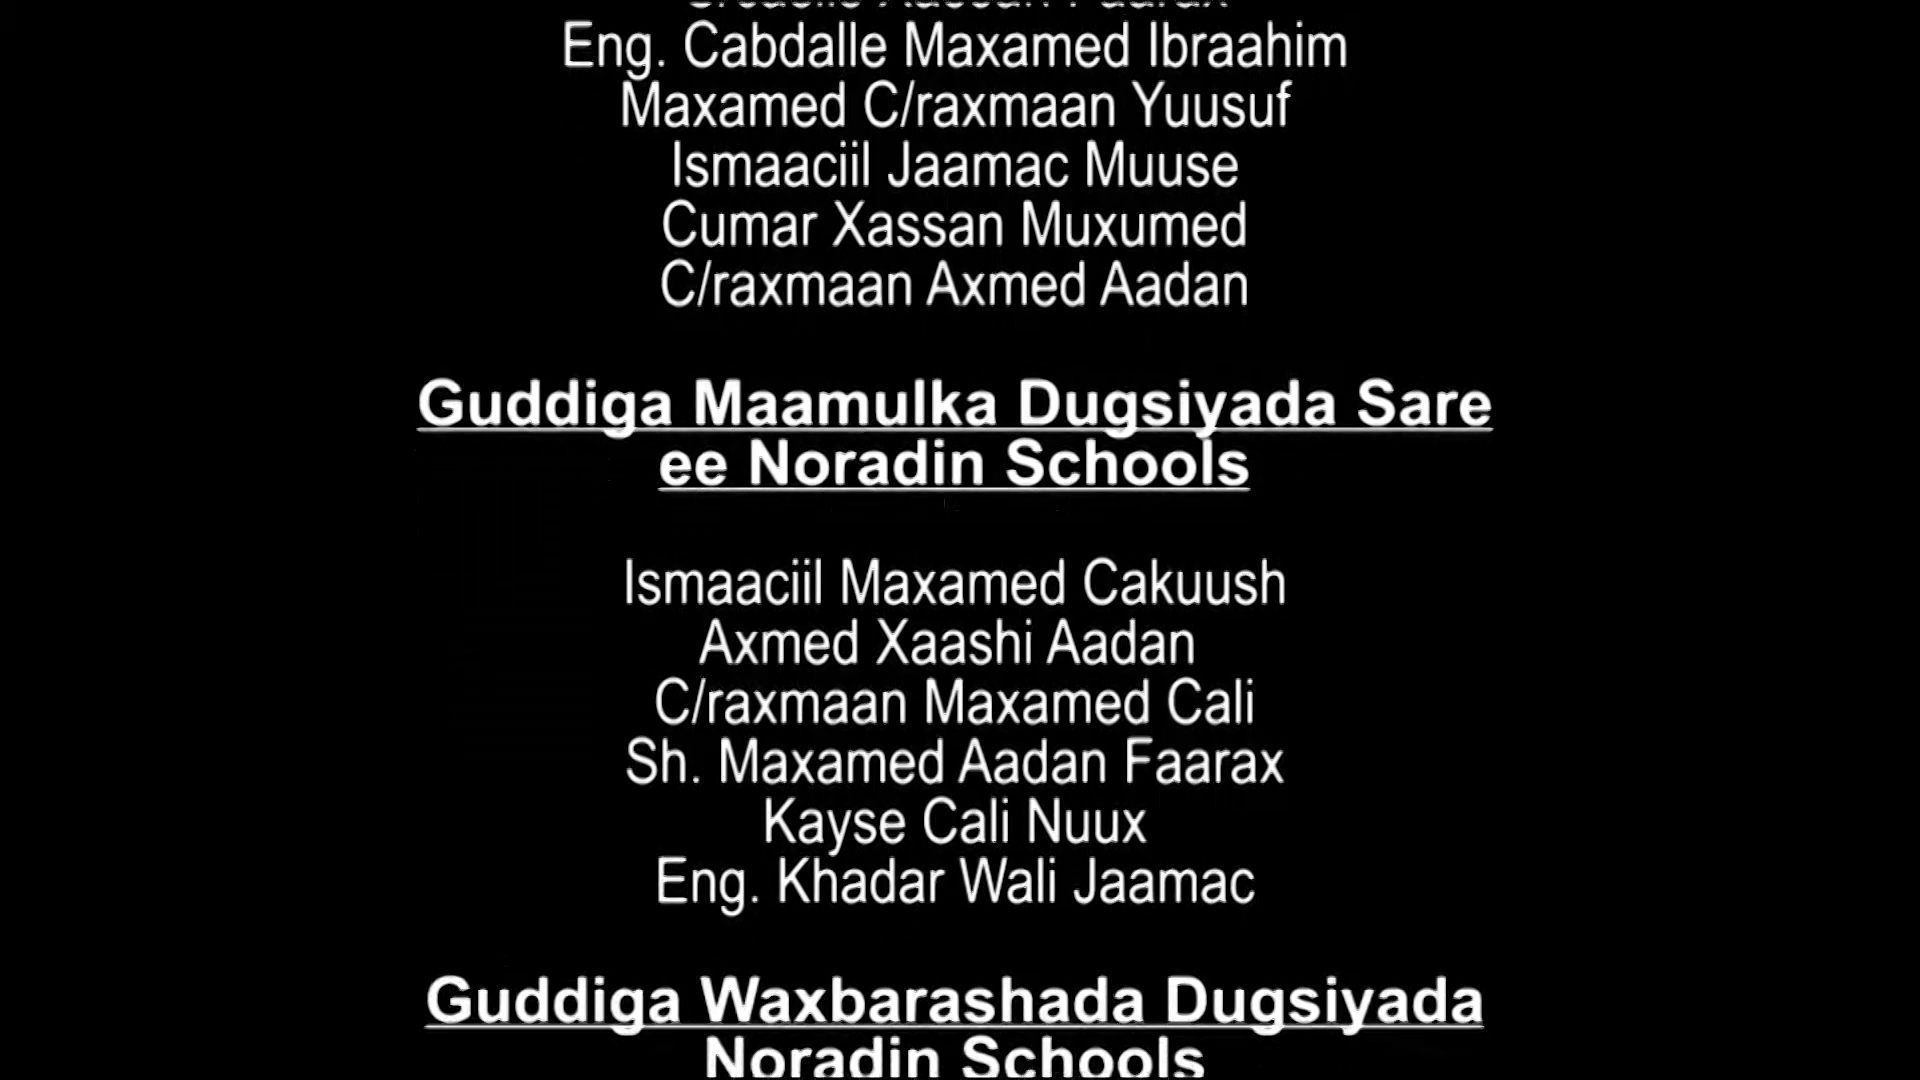 Eng. Cabdalle Maxamed Ibraahim
Maxamed C/raxmaan Yuusuf
Ismaaciil Jaamac Muuse
Cumar Xassan Muxumed
C/raxmaan Axmed Aadan
Guddiga Maamulka Dugsiyada Sare
ee Noradin Schools
Ismaaciil Maxamed Cakuush
Axmed Xaashi Aadan
C/raxmaan Maxamed Cali
Sh. Maxamed Aadan Faarax
Kayse Cali Nuux
Eng. Khadar Wali Jaamac
Guddiga Waxbarashada Dugsiyada
Noradin Schools